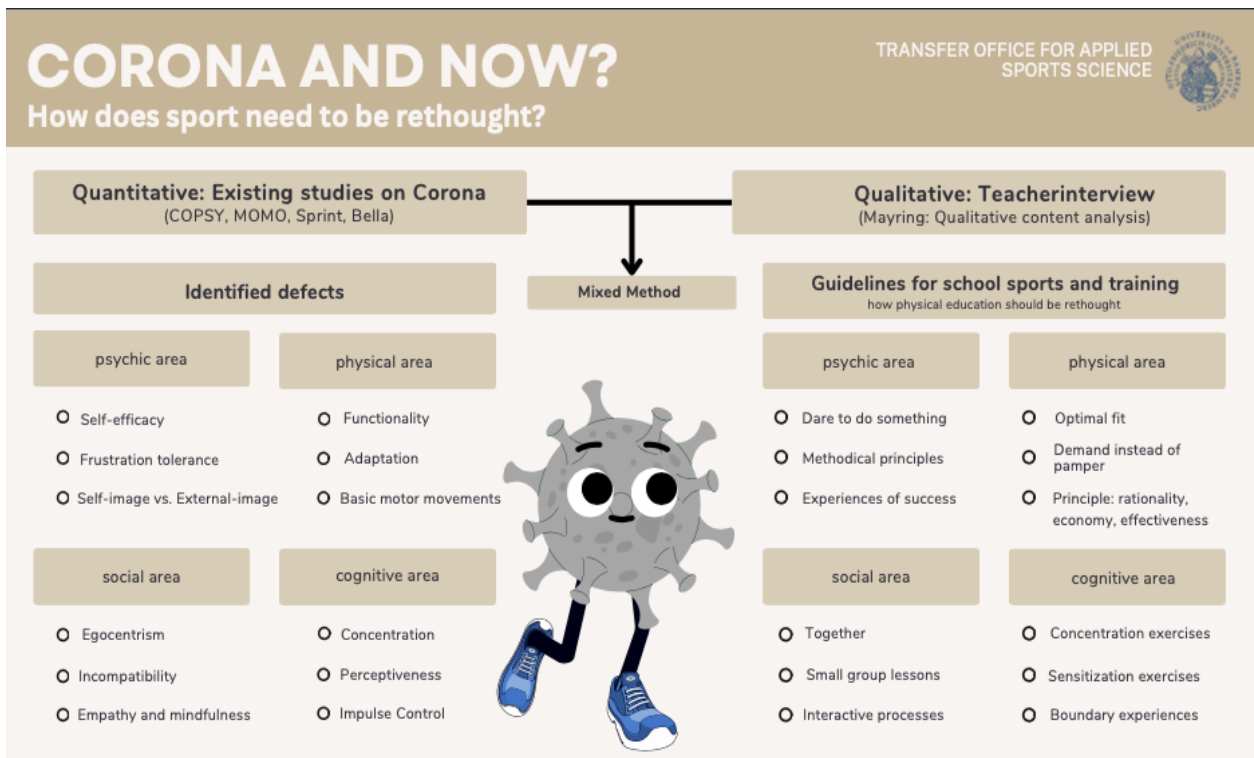 CORONA AND NOW?
How does sport need to be rethought?
TRANSFER OFFICE FOR APPLIED
SPORTS SCIENCE
Quantitative: Existing studies on Corona
(COPSY, MOMO, Sprint, Bella)
Qualitative: Teacherinterview
(Mayring: Qualitative content analysis)
Mixed Method
Identified defects
psychic area
Self-efficacy
Frustration tolerance
Self-image vs. External-image
physical area
Functionality
Adaptation
Basic motor movements
social area
Egocentrism
Incompatibility
Empathy and mindfulness
cognitive area
Concentration
Perceptiveness
Impulse Control
Guidelines for school sports and training
how physical education should be rethought
psychic area
Dare to do something
Methodical principles
Experiences of success
physical area
Optimal fit
Demand instead of
pamper
Principle: rationality,
economy, effectiveness
social area
Together
Small group lessons
Interactive processes
cognitive area
Concentration exercises
Sensitization exercises
Boundary experiences